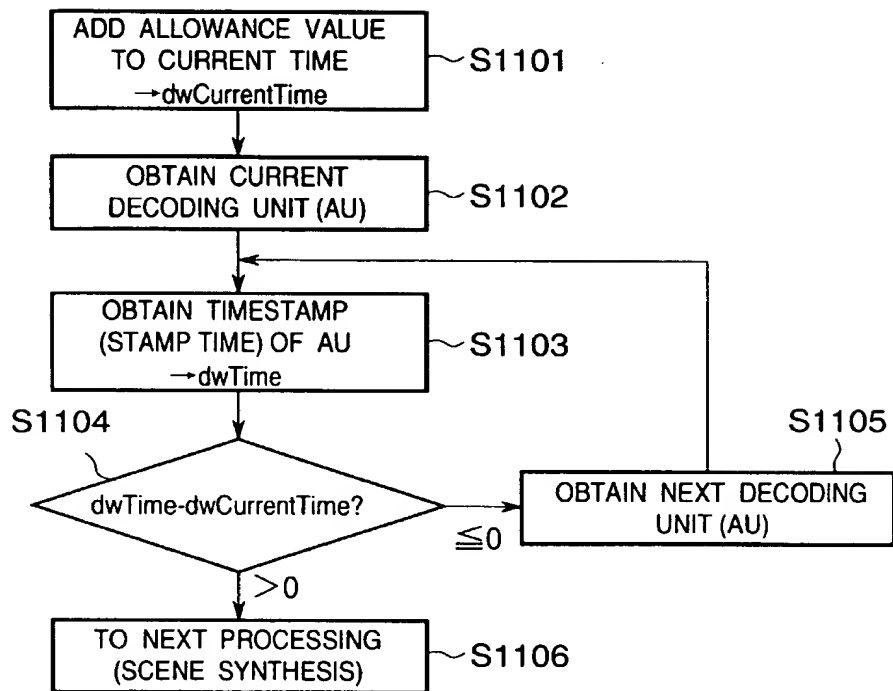 ADD ALLOWANCE VALUE
TO CURRENT TIME
→dwCurrentTime
S1101
OBTAIN CURRENT
DECODING UNIT (AU)
S1102
OBTAIN TIMESTAMP
(STAMP TIME) OF AU
→dwTime
S1103
S1104
dwTime-dwCurrentTime?
≦0
>0
S1105
OBTAIN NEXT DECODING
UNIT (AU)
TO NEXT PROCESSING
(SCENE SYNTHESIS)
S1106